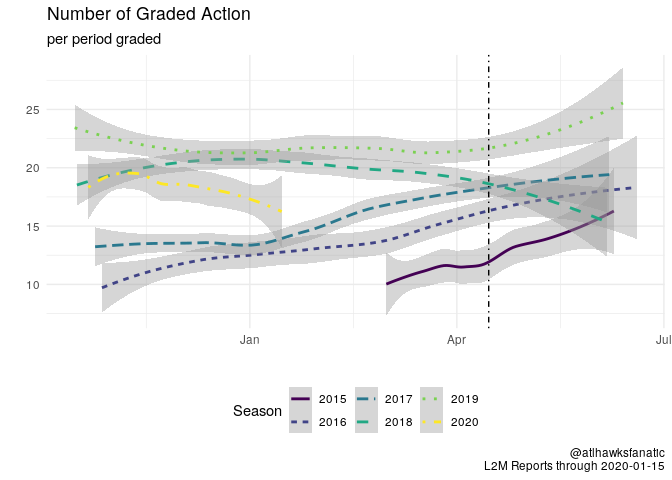 Number of Graded Action
per period graded
25
20
15
10
Jan
Apr
Jul
Season
2015
2017
2019
2016
2018
2020
@atlhawksfanatic
L2M Reports through 2020-01-15